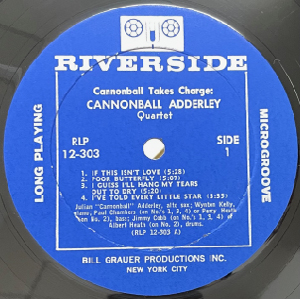 RIVERSIDE
Cannonball Takes Charge:
CANNONBALL ADDERLEY
Quartet
LONG PLAYING
MICROGROOVE
RLP
12-303
SIDE
1
1. IF THIS ISN'T LOVE (5:28)
2. POOR BUTTERFLY (5:09)
3. I GUESS I'LL HANG MY TEARS
OUT TO CRY (5:20)
4. I'VE TOLD EVERY LITTLE STAR (3:55)
Julian "Cannonball" Adderley, alto sax; Wynton Kelly,
piano, Paul Chambers (on No's 1, 3, 4) or Percy Heath
(on No. 2), bass; Jimmy Cobb (on No's 1, 3, 4) or
Albert Heath (on No. 2), drums.
(RLP 12-303 A)
BILL GRAUER PRODUCTIONS INC.
NEW YORK CITY